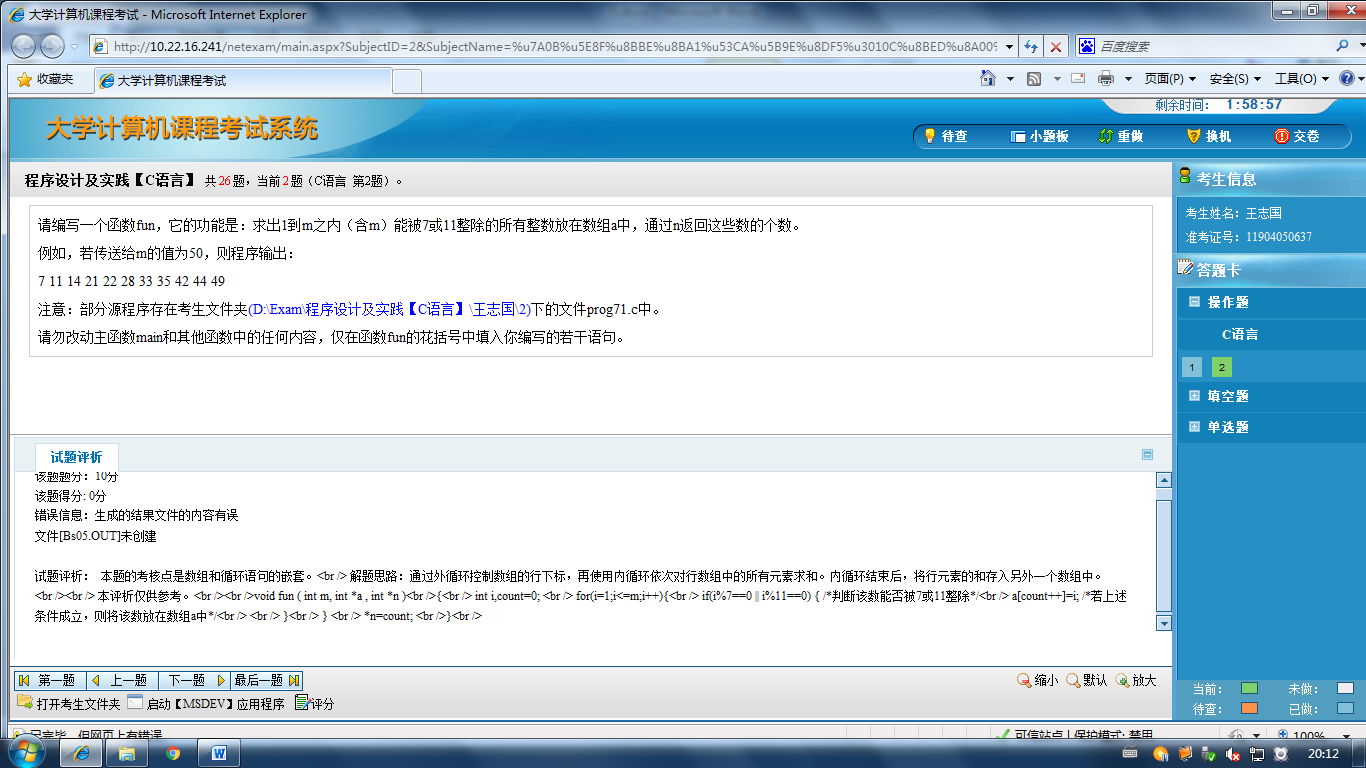 大学计算机课程考试 - Microsoft Internet Explorer
http://10.22.16.241/netexam/main.aspx?SubjectID=2&SubjectName=%u7A0B%u5E8F%u8BBE%u8BA1%u53CA%u5B9E%u8DF5%u3010C%u8BED%u8A00%
百度搜索
收藏夹
大学计算机课程考试
页面(P)
安全(S)
工具(O)
剩余时间: 1:58:57
大学计算机课程考试系统
待查
小题板
重做
换机
交卷
程序设计及实践【C语言】 共26题，当前2题（C语言 第2题）。
请编写一个函数fun，它的功能是：求出1到m之内（含m）能被7或11整除的所有整数放在数组a中，通过n返回这些数的个数。
例如，若传送给m的值为50，则程序输出：
7 11 14 21 22 28 33 35 42 44 49
注意：部分源程序存在考生文件夹(D:\Exam\程序设计及实践【C语言】\王志国\2)下的文件prog71.c中。
请勿改动主函数main和其他函数中的任何内容，仅在函数fun的花括号中填入你编写的若干语句。
考生信息
考生姓名：王志国
准考证号：11904050637
答题卡
操作题
C语言
1 2
填空题
单选题
试题评析
该题题分：10分
该题得分: 0分
错误信息：生成的结果文件的内容有误
文件[Bs05.OUT]未创建
试题评析： 本题的考核点是数组和循环语句的嵌套。<br /> 解题思路：通过外循环控制数组的行下标，再使用内循环依次对行数组中的所有元素求和。内循环结束后，将行元素的和存入另外一个数组中。
<br /><br /> 本评析仅供参考。<br /><br />void fun ( int m, int *a , int *n )<br />{<br /> int i,count=0; <br /> for(i=1;i<=m;i++){<br /> if(i%7==0 || i%11==0) { /*判断该数能否被7或11整除*/<br /> a[count++]=i; /*若上述
条件成立，则将该数放在数组a中*/<br /> <br /> }<br /> } <br /> *n=count; <br />}<br />
第一题
上一题
下一题
最后一题
缩小
默认
放大
打开考生文件夹
启动【MSDEV】应用程序
评分
当前:
未做:
待查:
已做:
已完毕，但网页上有错误
可信站点 | 保护模式: 禁用
100%
20:12